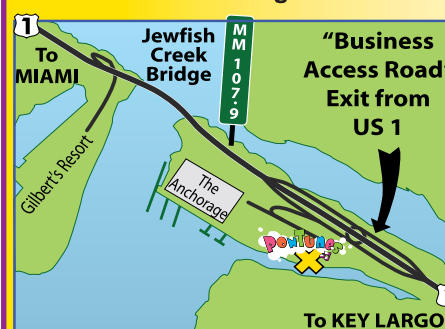 1
To
MIAMI
Jewfish
Creek
Bridge
MM 107.9
"Business
Access Road"
Exit from
US 1
Gilbert's Resort
The
Anchorage
PonTunes
To KEY LARGO